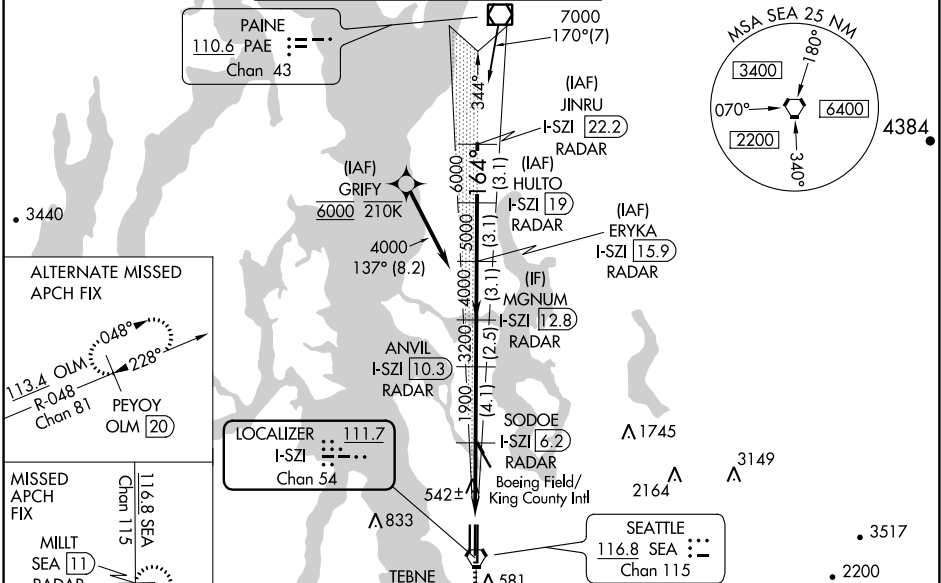 PAINE
110.6 PAE
Chan 43
7000
170°(7)
344°
164°
(IAF)
JINRU
I-SZI 22.2
RADAR
(IAF)
HULTO
I-SZI 19
RADAR
(IAF)
ERYKA
I-SZI 15.9
RADAR
(IF)
MGNUM
I-SZI 12.8
RADAR
6000
(3.1)
5000
(3.1)
4000
(3.1)
3200
(2.5)
1900
(4.1)
(IAF)
GRIFY
6000 210K
4000
137° (8.2)
ANVIL
I-SZI 10.3
RADAR
SODOE
I-SZI 6.2
RADAR
Boeing Field/
King County Intl
MSA SEA 25 NM
180°
3400
070°
6400
2200
340°
4384
3440
ALTERNATE MISSED
APCH FIX
048°
228°
113.4 OLM
R-048
Chan 81
PEYOY
OLM 20
LOCALIZER 111.7
I-SZI
Chan 54
542±
833
1745
2164
3149
3517
2200
SEATTLE
116.8 SEA
Chan 115
TEBNE
581
MISSED
APCH
FIX
116.8 SEA
Chan 115
MILLT
SEA 11
RADAR